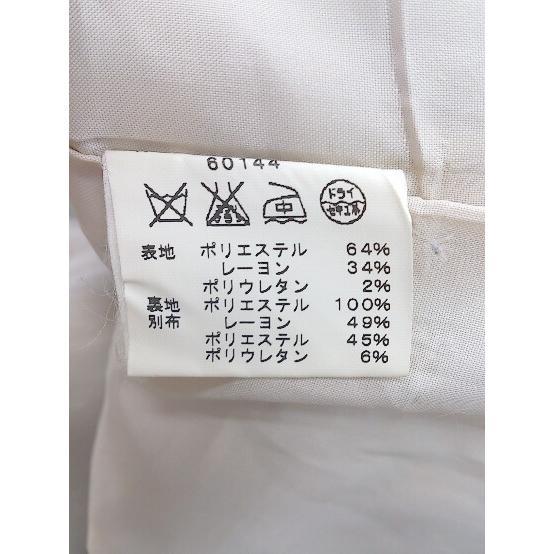 60144
中 ドライ
セキユ系
表地 ポリエステル 64%
レーヨン 34%
ポリウレタン 2%
裏地 ポリエステル 100%
別布 レーヨン 49%
ポリエステル 45%
ポリウレタン 6%